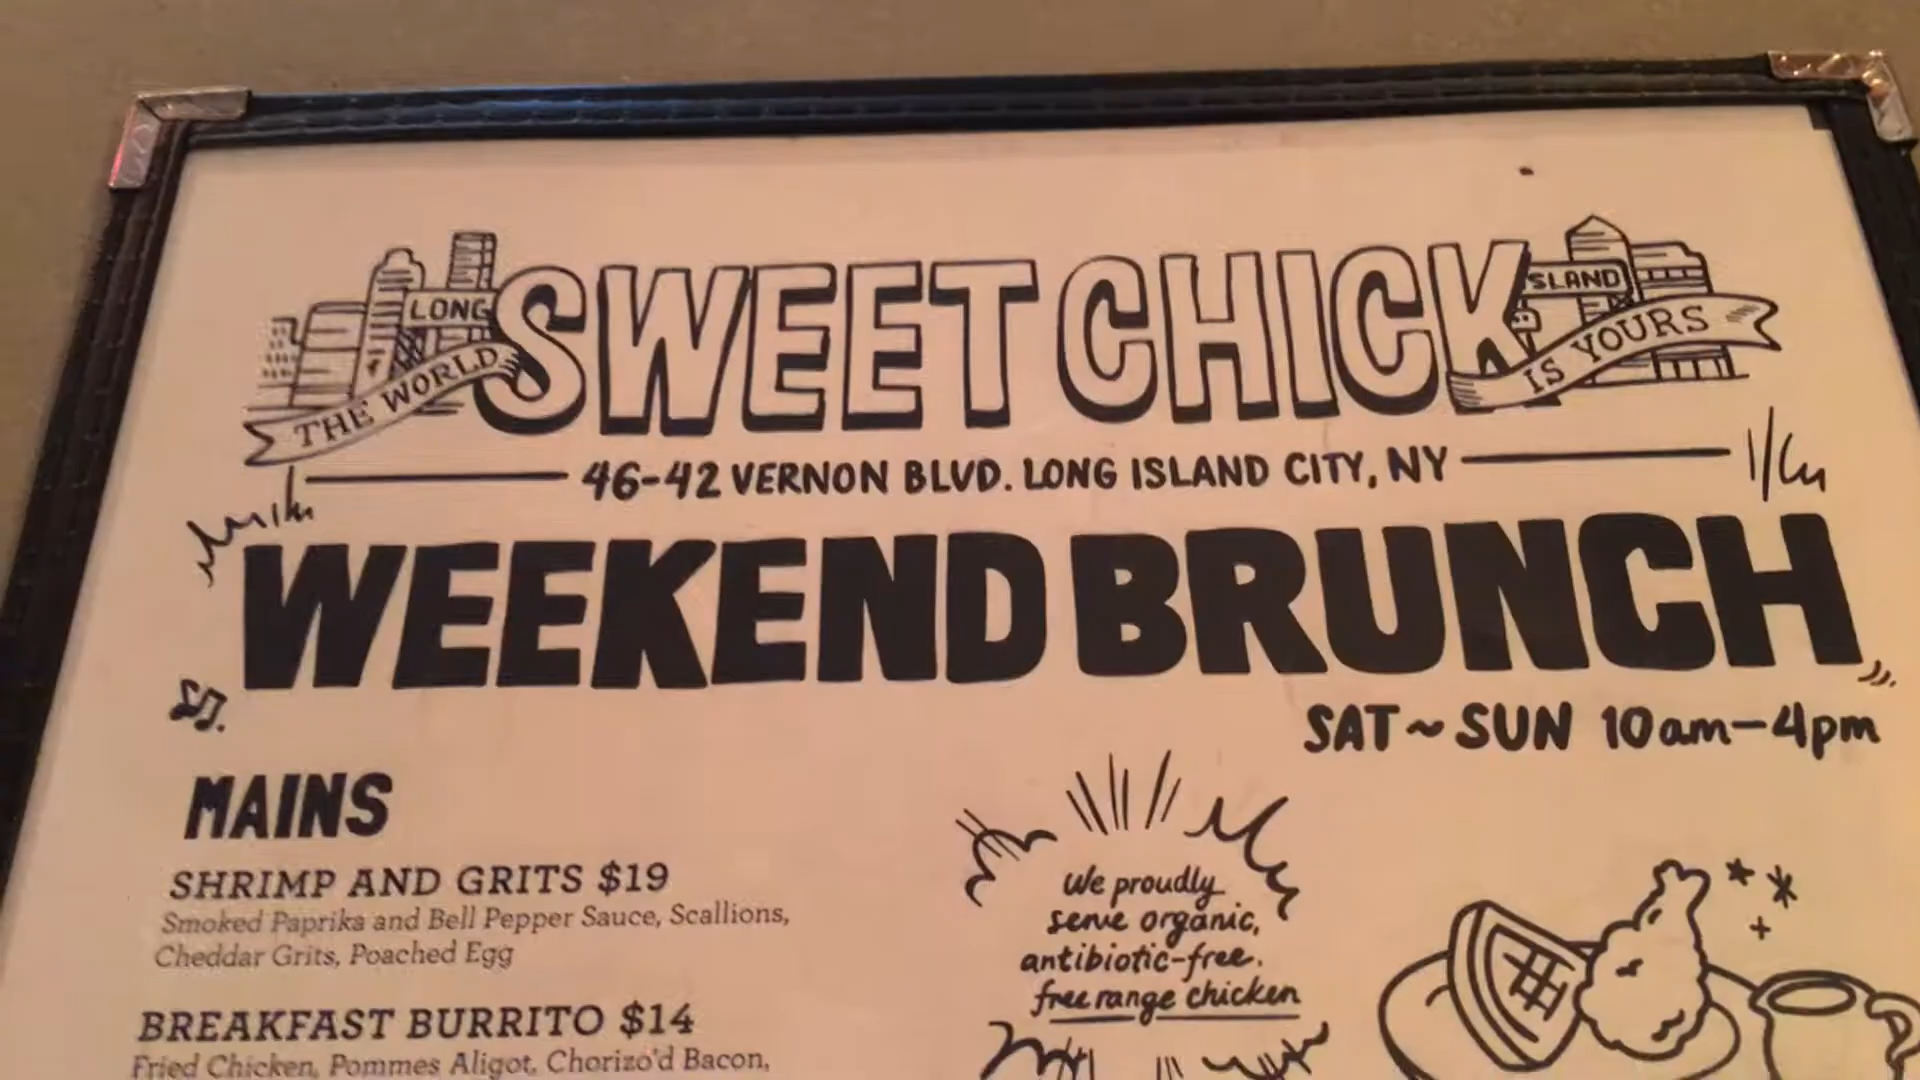 LONG SWEET CHICK ISLAND
THE WORLD IS YOURS
46-42 VERNON BLVD. LONG ISLAND CITY, NY
WEEKEND BRUNCH
SAT~SUN 10am-4pm
MAINS
SHRIMP AND GRITS $19
Smoked Paprika and Bell Pepper Sauce, Scallions,
Cheddar Grits, Poached Egg
BREAKFAST BURRITO $14
Fried Chicken, Pommes Aligot, Chorizo'd Bacon,
We proudly
serve organic,
antibiotic-free,
free range chicken